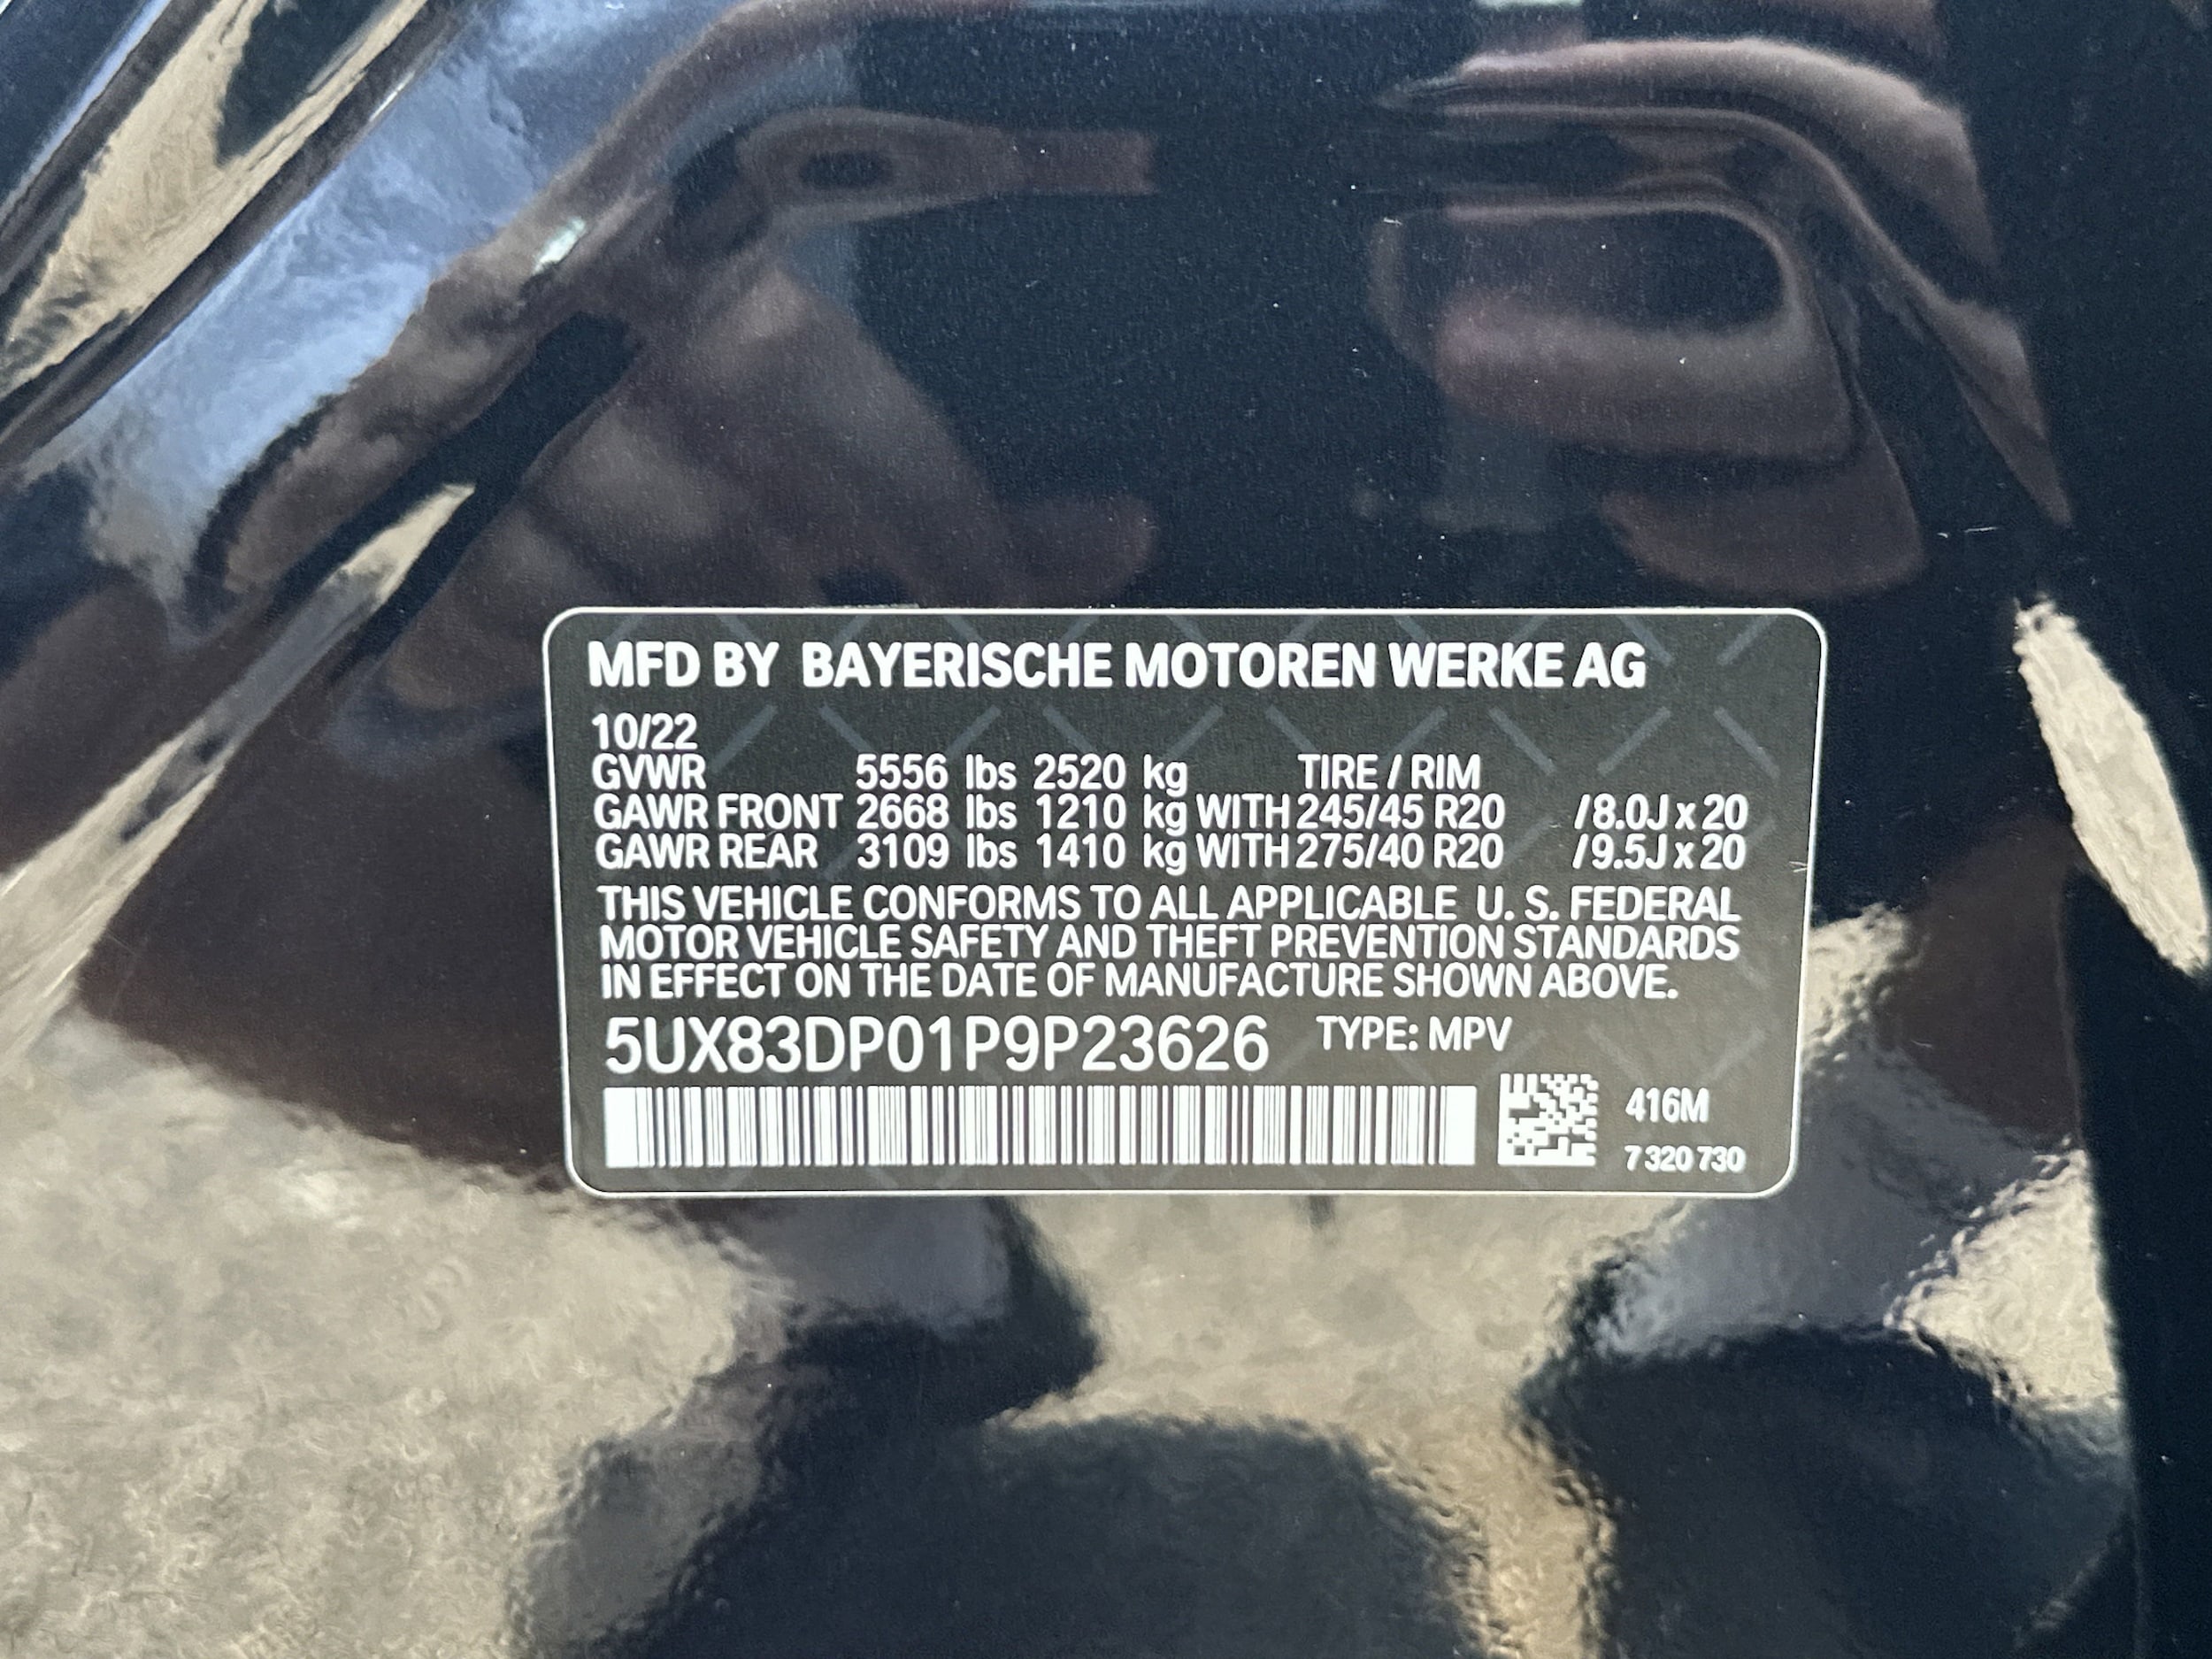 MFD BY BAYERISCHE MOTOREN WERKE AG
10/22
GVWR 5556 lbs 2520 kg TIRE / RIM
GAWR FRONT 2668 lbs 1210 kg WITH 245/45 R20 /8.0J x 20
GAWR REAR 3109 lbs 1410 kg WITH 275/40 R20 /9.5J x 20
THIS VEHICLE CONFORMS TO ALL APPLICABLE U. S. FEDERAL
MOTOR VEHICLE SAFETY AND THEFT PREVENTION STANDARDS
IN EFFECT ON THE DATE OF MANUFACTURE SHOWN ABOVE.
5UX83DP01P9P23626 TYPE: MPV
416M
7 320 730